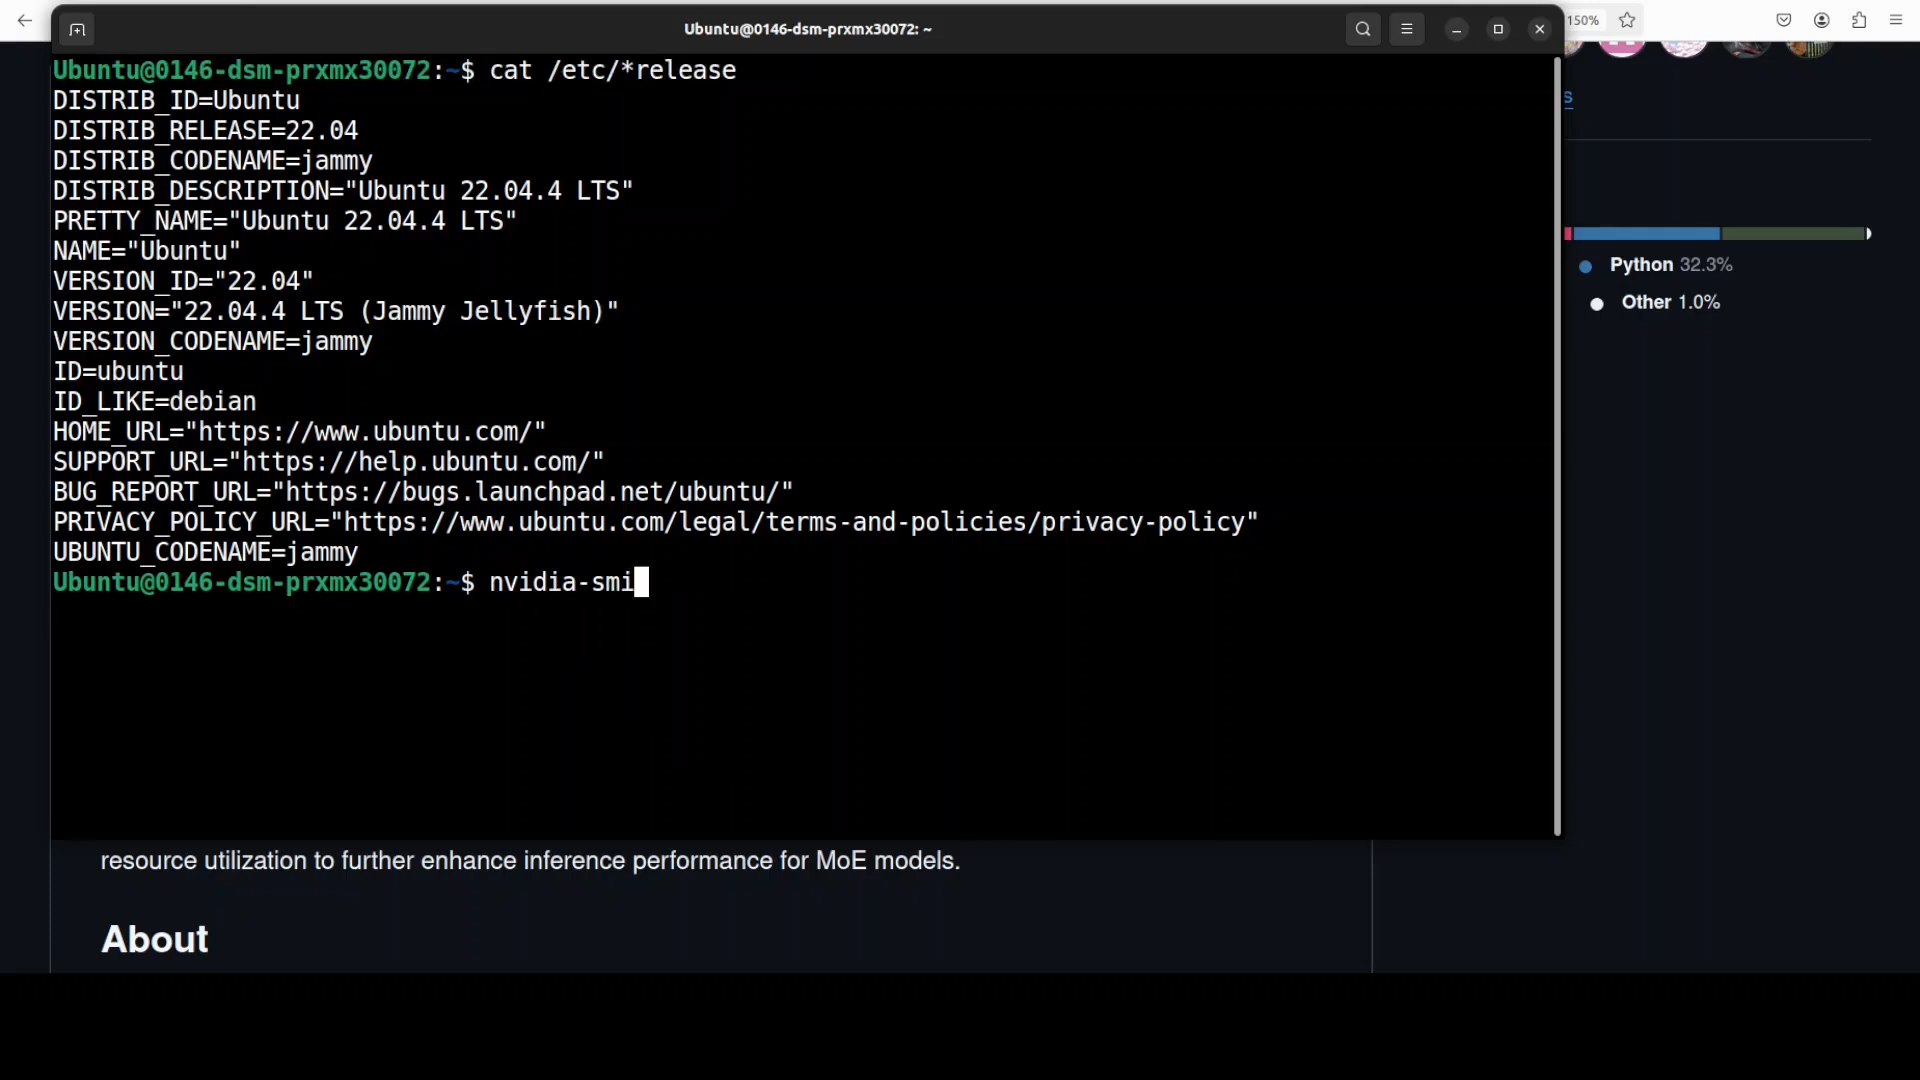 Ubuntu@0146-dsm-prxmx30072: ~
150%
Ubuntu@0146-dsm-prxmx30072:~$ cat /etc/*release
DISTRIB_ID=Ubuntu
DISTRIB_RELEASE=22.04
DISTRIB_CODENAME=jammy
DISTRIB_DESCRIPTION="Ubuntu 22.04.4 LTS"
PRETTY_NAME="Ubuntu 22.04.4 LTS"
NAME="Ubuntu"
VERSION_ID="22.04"
VERSION="22.04.4 LTS (Jammy Jellyfish)"
VERSION_CODENAME=jammy
ID=ubuntu
ID_LIKE=debian
HOME_URL="https://www.ubuntu.com/"
SUPPORT_URL="https://help.ubuntu.com/"
BUG_REPORT_URL="https://bugs.launchpad.net/ubuntu/"
PRIVACY_POLICY_URL="https://www.ubuntu.com/legal/terms-and-policies/privacy-policy"
UBUNTU_CODENAME=jammy
Ubuntu@0146-dsm-prxmx30072:~$ nvidia-smi
s
Python 32.3%
Other 1.0%
resource utilization to further enhance inference performance for MoE models.
About